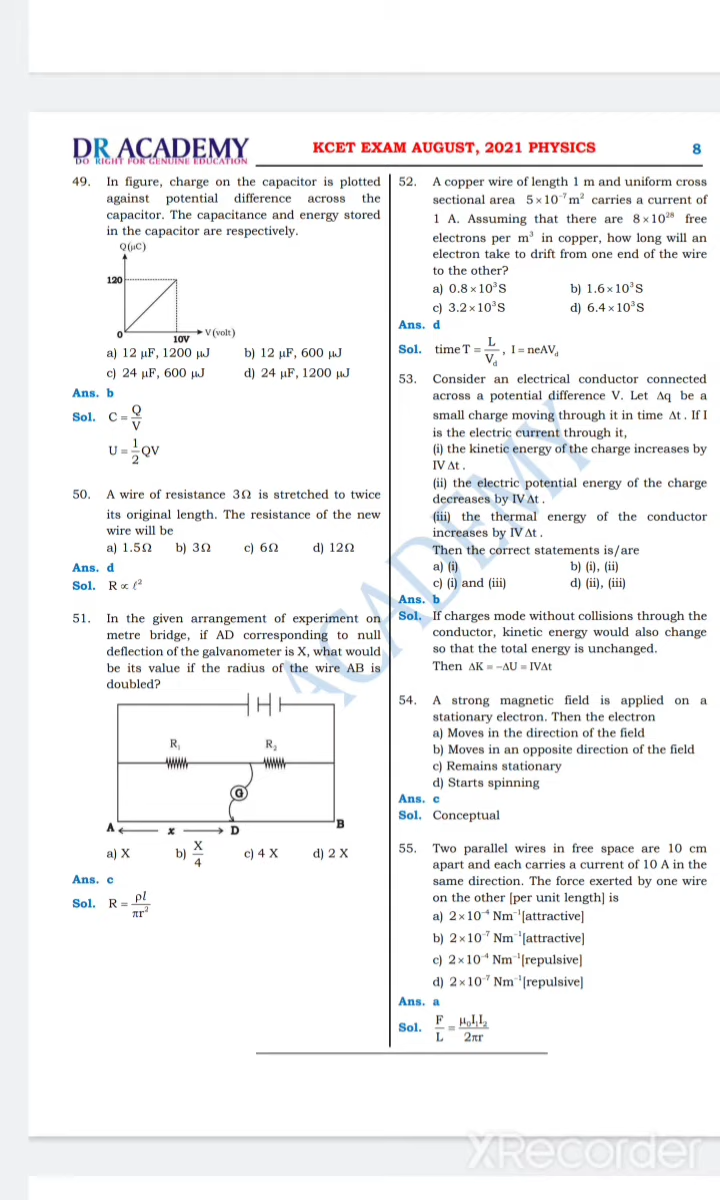 DR ACADEMY
DO RIGHT FOR GENUINE EDUCATION
KCET EXAM AUGUST, 2021 PHYSICS
8
49. In figure, charge on the capacitor is plotted
against potential difference across the
capacitor. The capacitance and energy stored
in the capacitor are respectively.
Q(μC)
120
0
10V
V(volt)
a) 12 μF, 1200 μJ b) 12 μF, 600 μJ
c) 24 μF, 600 μJ d) 24 μF, 1200 μJ
Ans. b
Sol. C = Q/V
U = 1/2 QV
50. A wire of resistance 3Ω is stretched to twice
its original length. The resistance of the new
wire will be
a) 1.5Ω b) 3Ω c) 6Ω d) 12Ω
Ans. d
Sol. R ∝ ℓ²
51. In the given arrangement of experiment on
metre bridge, if AD corresponding to null
deflection of the galvanometer is X, what would
be its value if the radius of the wire AB is
doubled?
R₁ R₂
G
A x D B
a) X b) X/4 c) 4 X d) 2 X
Ans. c
Sol. R = ρl/πr²
52. A copper wire of length 1 m and uniform cross
sectional area 5×10⁻⁷m² carries a current of
1 A. Assuming that there are 8×10²⁸ free
electrons per m³ in copper, how long will an
electron take to drift from one end of the wire
to the other?
a) 0.8×10³S b) 1.6×10³S
c) 3.2×10³S d) 6.4×10³S
Ans. d
Sol. time T = L/V_d, I = neAV_d
53. Consider an electrical conductor connected
across a potential difference V. Let Δq be a
small charge moving through it in time Δt. If I
is the electric current through it,
(i) the kinetic energy of the charge increases by
IVΔt.
(ii) the electric potential energy of the charge
decreases by IVΔt.
(iii) the thermal energy of the conductor
increases by IVΔt.
Then the correct statements is/are
a) (i) b) (i), (ii)
c) (i) and (iii) d) (ii), (iii)
Ans. b
Sol. If charges mode without collisions through the
conductor, kinetic energy would also change
so that the total energy is unchanged.
Then ΔK = -ΔU = IVΔt
54. A strong magnetic field is applied on a
stationary electron. Then the electron
a) Moves in the direction of the field
b) Moves in an opposite direction of the field
c) Remains stationary
d) Starts spinning
Ans. c
Sol. Conceptual
55. Two parallel wires in free space are 10 cm
apart and each carries a current of 10 A in the
same direction. The force exerted by one wire
on the other [per unit length] is
a) 2×10⁻⁴ Nm⁻¹[attractive]
b) 2×10⁻⁷ Nm⁻¹[attractive]
c) 2×10⁻⁴ Nm⁻¹[repulsive]
d) 2×10⁻⁷ Nm⁻¹[repulsive]
Ans. a
Sol. F/L = μ₀I₁I₂/2πr
ACADEMY
XRecorder